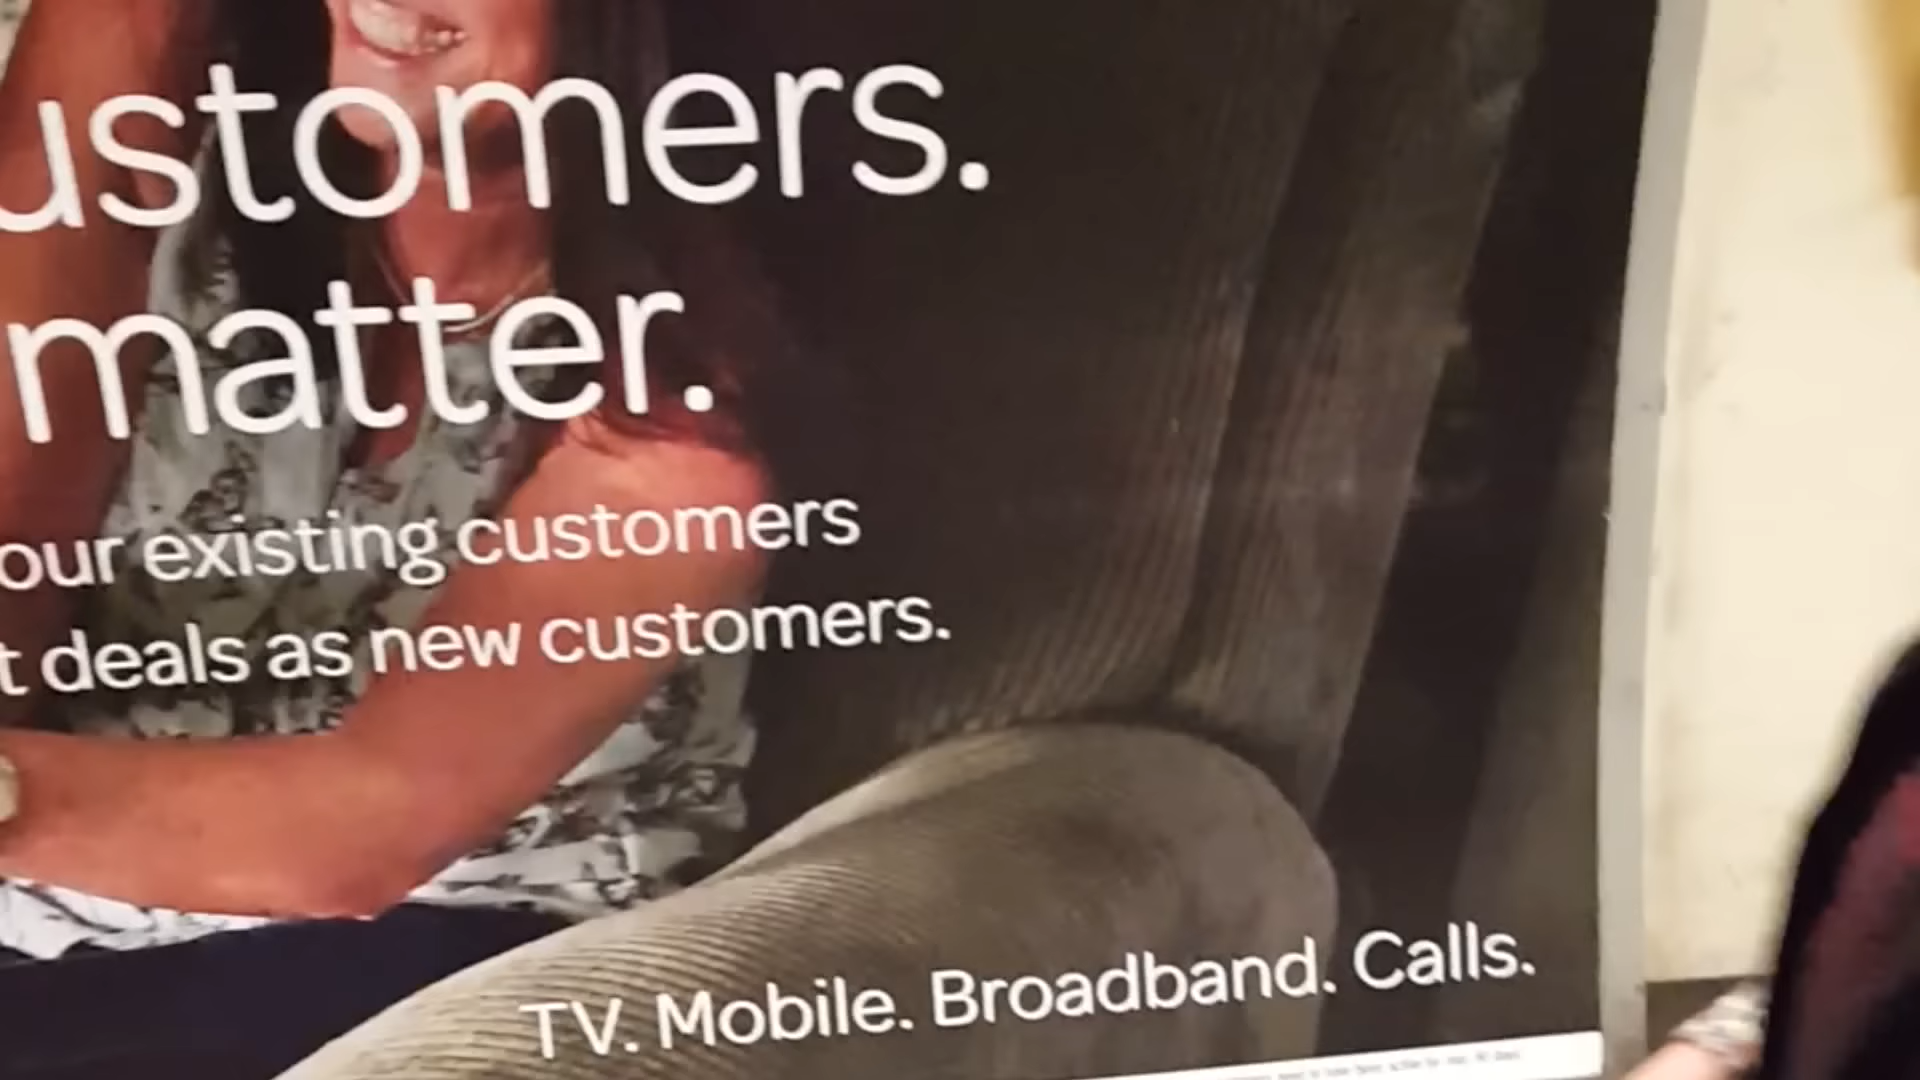 ustomers.
matter.
our existing customers
t deals as new customers.
TV. Mobile. Broadband. Calls.